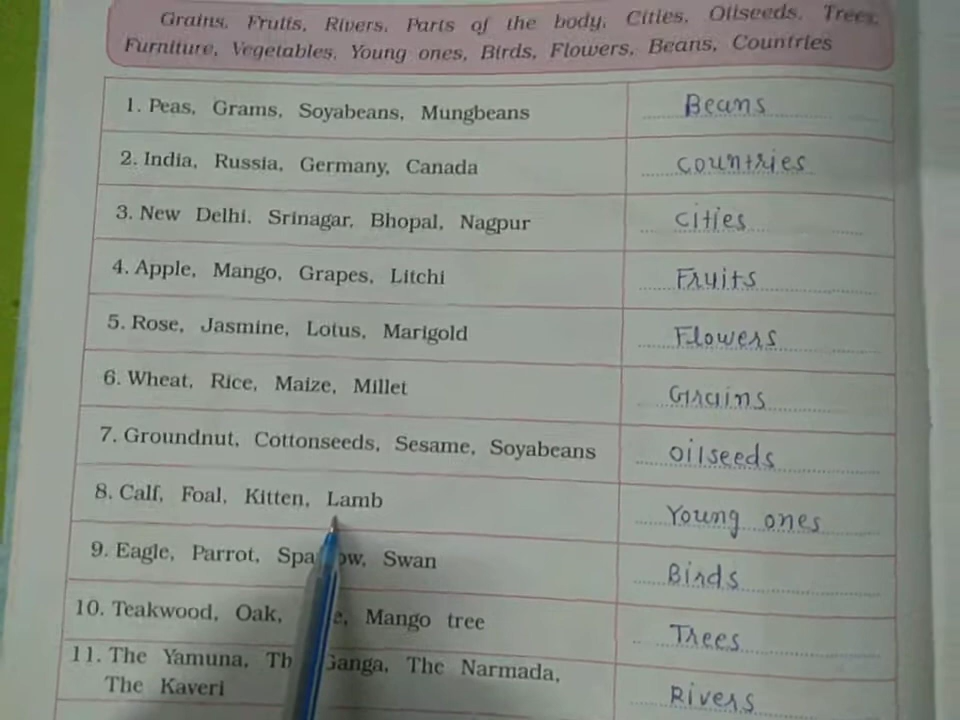 Grains, Fruits, Rivers, Parts of the body, Cities, Oilseeds, Trees,
Furniture, Vegetables, Young ones, Birds, Flowers, Beans, Countries
1. Peas, Grams, Soyabeans, Mungbeans Beans
2. India, Russia, Germany, Canada countries
3. New Delhi. Srinagar, Bhopal, Nagpur cities
4. Apple, Mango, Grapes, Litchi Fruits
5. Rose, Jasmine, Lotus, Marigold Flowers
6. Wheat, Rice, Maize, Millet Grains
7. Groundnut, Cottonseeds, Sesame, Soyabeans oilseeds
8. Calf, Foal, Kitten, Lamb Young ones
9. Eagle, Parrot, Swan Birds
10. Teakwood, Oak, Mango tree Trees
11. The Yamuna, Ganga, The Narmada,
The Kaveri Rivers